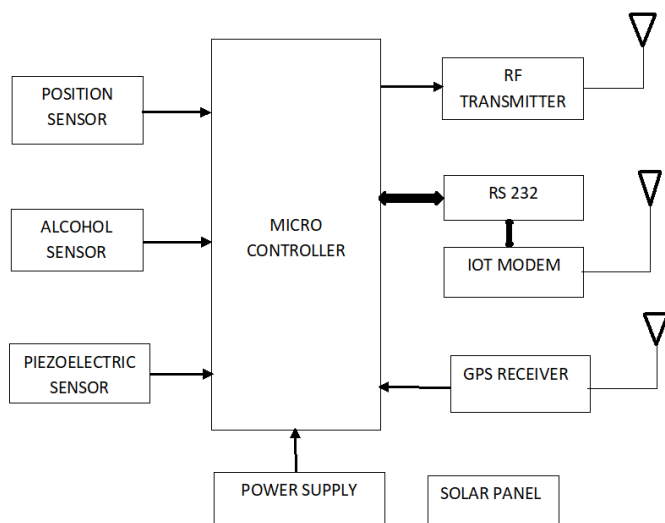 POSITION
SENSOR
ALCOHOL
SENSOR
PIEZOELECTRIC
SENSOR
MICRO
CONTROLLER
RF
TRANSMITTER
RS 232
IOT MODEM
GPS RECEIVER
POWER SUPPLY
SOLAR PANEL